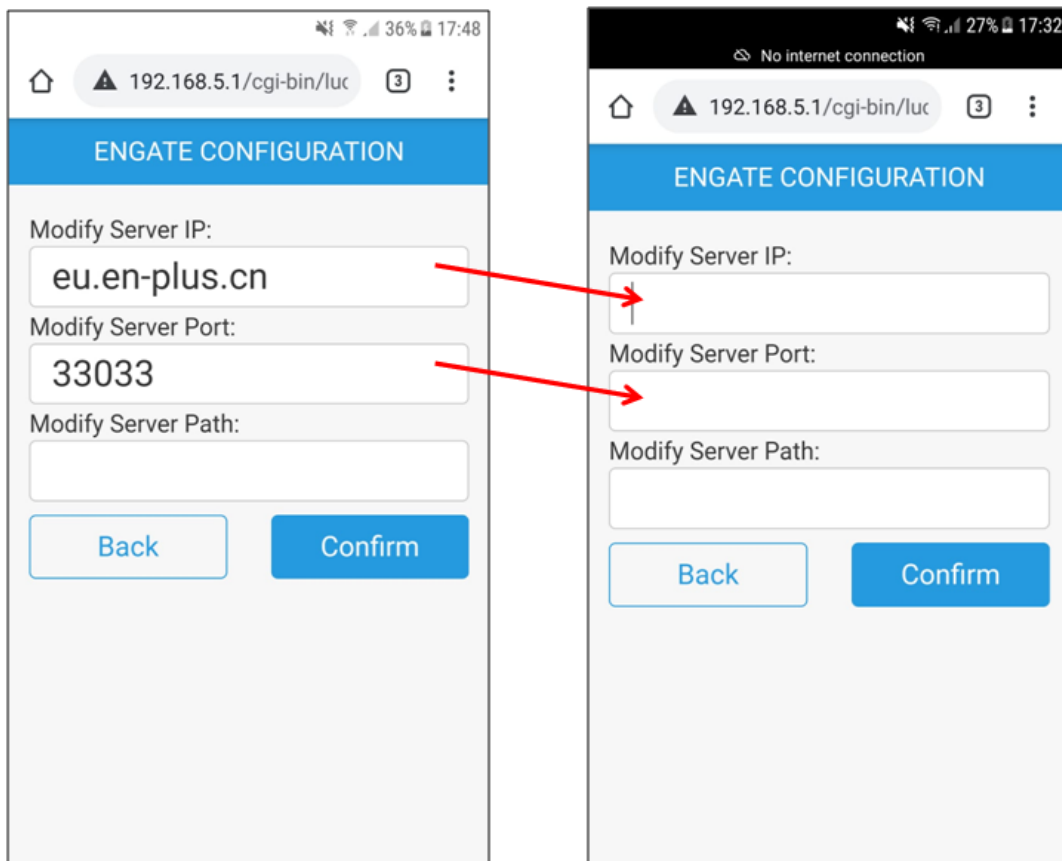 36% 17:48
192.168.5.1/cgi-bin/luc 3
ENGATE CONFIGURATION
Modify Server IP:
eu.en-plus.cn
Modify Server Port:
33033
Modify Server Path:
Back Confirm
27% 17:32
No internet connection
192.168.5.1/cgi-bin/luc 3
ENGATE CONFIGURATION
Modify Server IP:
Modify Server Port:
Modify Server Path:
Back Confirm